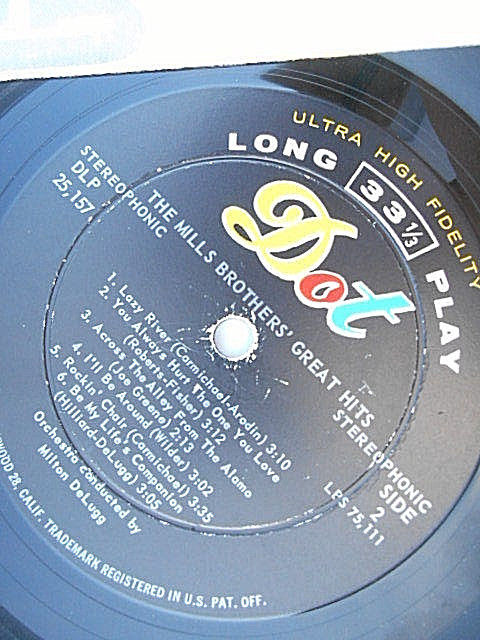 ULTRA HIGH FIDELITY
LONG 33 1/3 PLAY
Dot
STEREOPHONIC
DLP
25,157
THE MILLS BROTHERS' GREAT HITS
STEREOPHONIC
SIDE
2
LPS 75,111
1. Lazy River (Carmichael-Arodin) 3:10
2. You Always Hurt The One You Love
(Roberts-Fisher) 3:12
3. Across The Alley From The Alamo
(Joe Greene) 2:13
4. I'll Be Around (Wilder) 3:02
5. Rockin' Chair (Carmichael) 3:35
6. Be My Life's Companion
(Hilliard-DeLugg) 3:05
Orchestra conducted by
Milton DeLugg
WOOD 28, CALIF. TRADEMARK REGISTERED IN U.S. PAT. OFF.